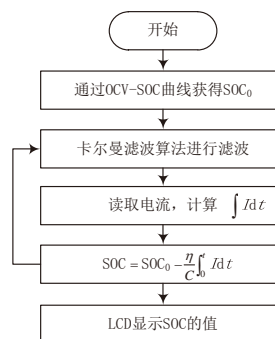 开始
通过OCV-SOC曲线获得SOC₀
卡尔曼滤波算法进行滤波
读取电流，计算 ∫Idt
SOC = SOC₀ − η/C ∫₀ᵗ Idt
LCD显示SOC的值